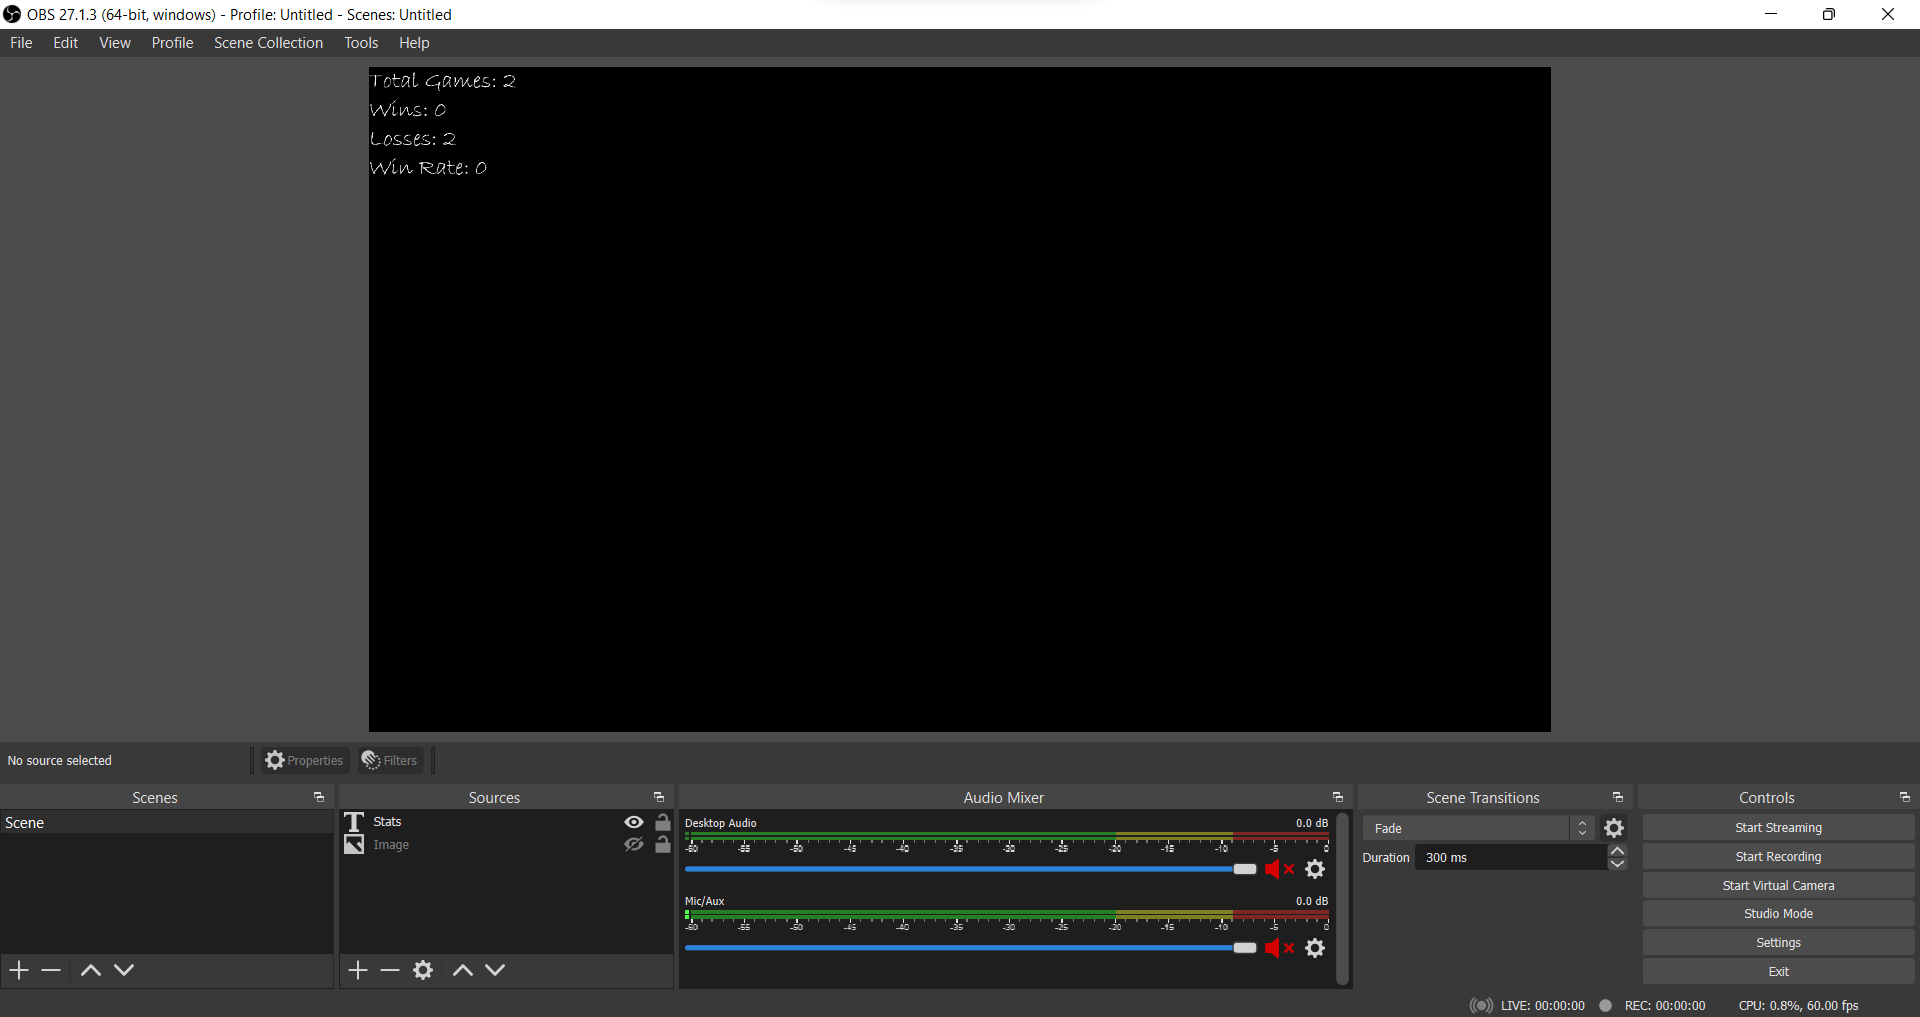 OBS 27.1.3 (64-bit, windows) - Profile: Untitled - Scenes: Untitled
File Edit View Profile Scene Collection Tools Help
Total Games: 2
Wins: 0
Losses: 2
Win Rate: 0
No source selected Properties Filters
Scenes
Scene
Sources
Stats
Image
Audio Mixer
Desktop Audio 0.0 dB
-60 -55 -50 -45 -40 -35 -30 -25 -20 -15 -10 -5 0
Mic/Aux 0.0 dB
-60 -55 -50 -45 -40 -35 -30 -25 -20 -15 -10 -5 0
Scene Transitions
Fade
Duration 300 ms
Controls
Start Streaming
Start Recording
Start Virtual Camera
Studio Mode
Settings
Exit
LIVE: 00:00:00 REC: 00:00:00 CPU: 0.8%, 60.00 fps